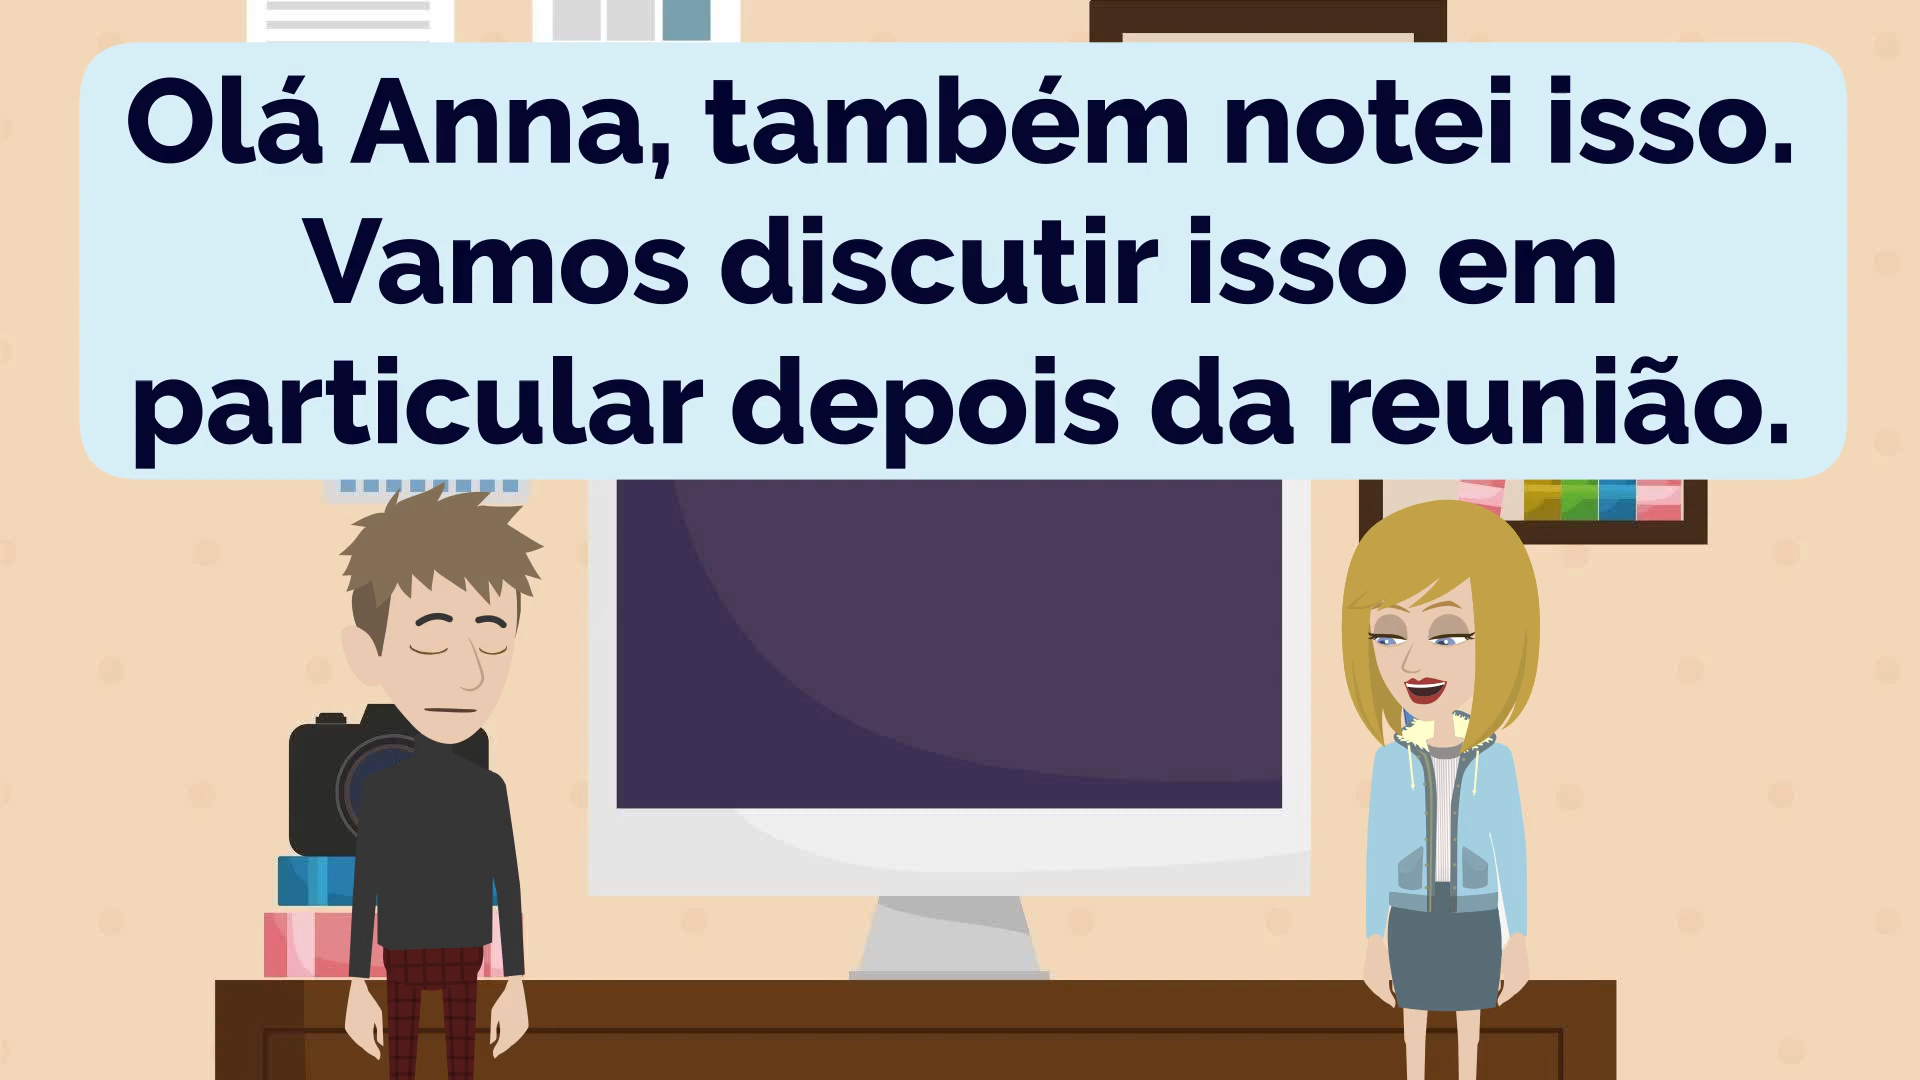 Olá Anna, também notei isso.
Vamos discutir isso em
particular depois da reunião.